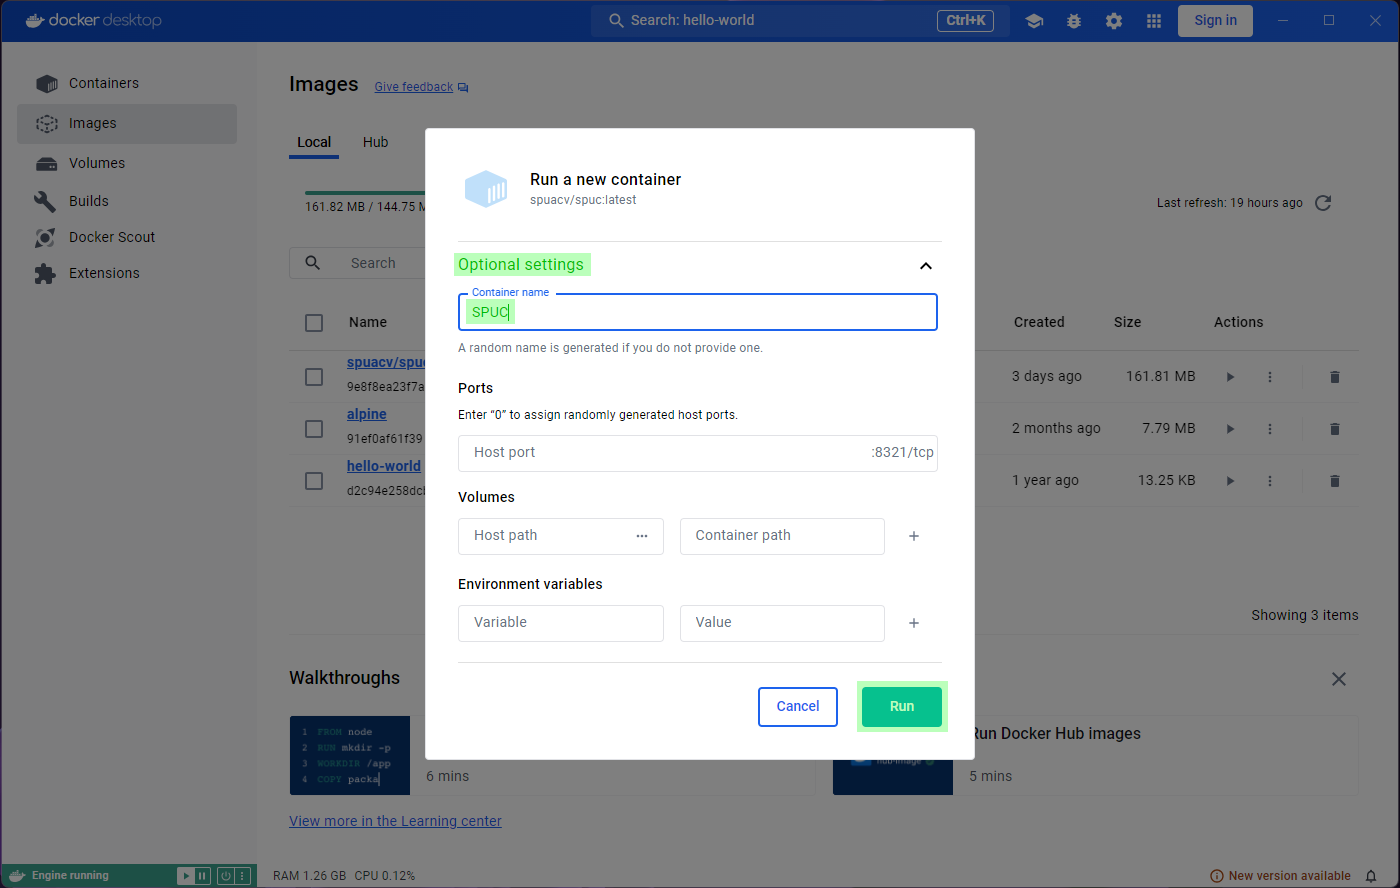 docker desktop
Search: hello-world
Ctrl+K
Sign in
Containers
Images
Volumes
Builds
Docker Scout
Extensions
Images
Give feedback
Local
Hub
161.82 MB / 144.75 M
Last refresh: 19 hours ago
Search
Name
Created
Size
Actions
spuacv/spuc
9e8f8ea23f7a
3 days ago
161.81 MB
alpine
91ef0af61f39
2 months ago
7.79 MB
hello-world
d2c94e258dcb
1 year ago
13.25 KB
Showing 3 items
Run a new container
spuacv/spuc:latest
Optional settings
Container name
SPUC
A random name is generated if you do not provide one.
Ports
Enter “0” to assign randomly generated host ports.
Host port
:8321/tcp
Volumes
Host path
Container path
Environment variables
Variable
Value
Cancel
Run
Walkthroughs
1 FROM node
2 RUN mkdir -p
3 WORKDIR /app
4 COPY packa
6 mins
Run Docker Hub images
hub-image
5 mins
View more in the Learning center
Engine running
RAM 1.26 GB CPU 0.12%
New version available